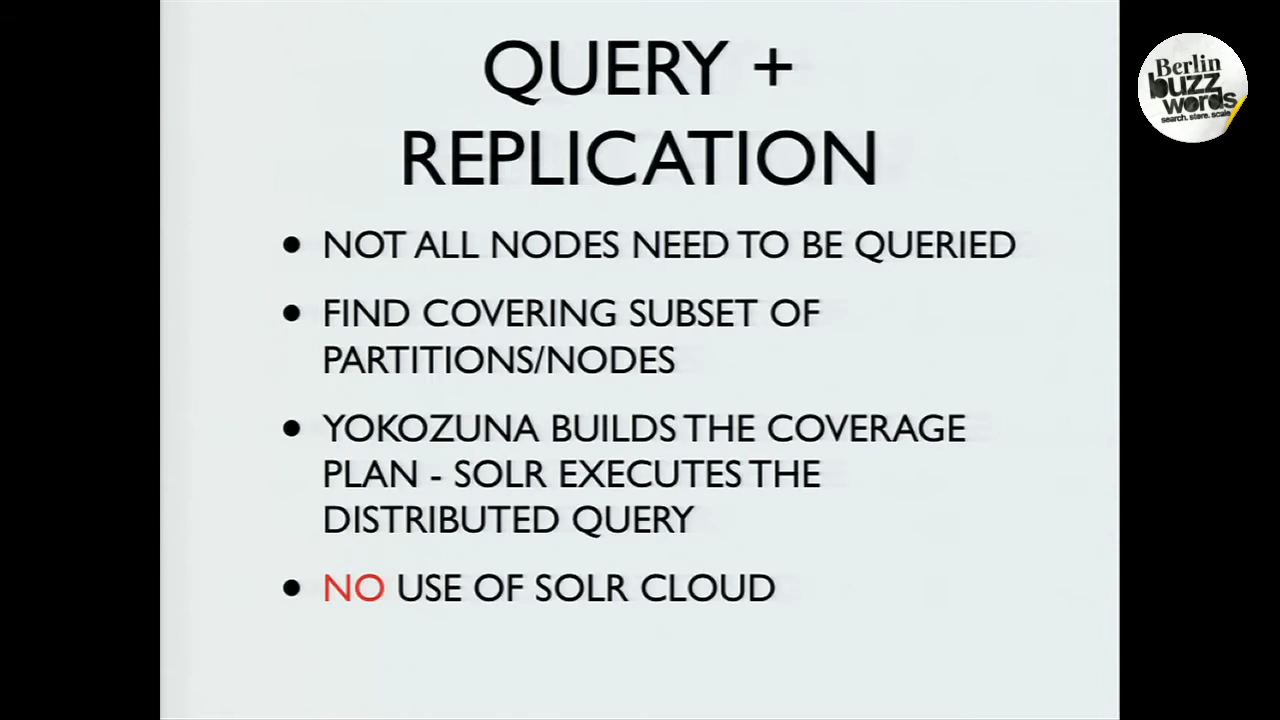 QUERY +
REPLICATION
• NOT ALL NODES NEED TO BE QUERIED
• FIND COVERING SUBSET OF
PARTITIONS/NODES
• YOKOZUNA BUILDS THE COVERAGE
PLAN - SOLR EXECUTES THE
DISTRIBUTED QUERY
• NO USE OF SOLR CLOUD
Berlin
buzz
words
search. store. scale